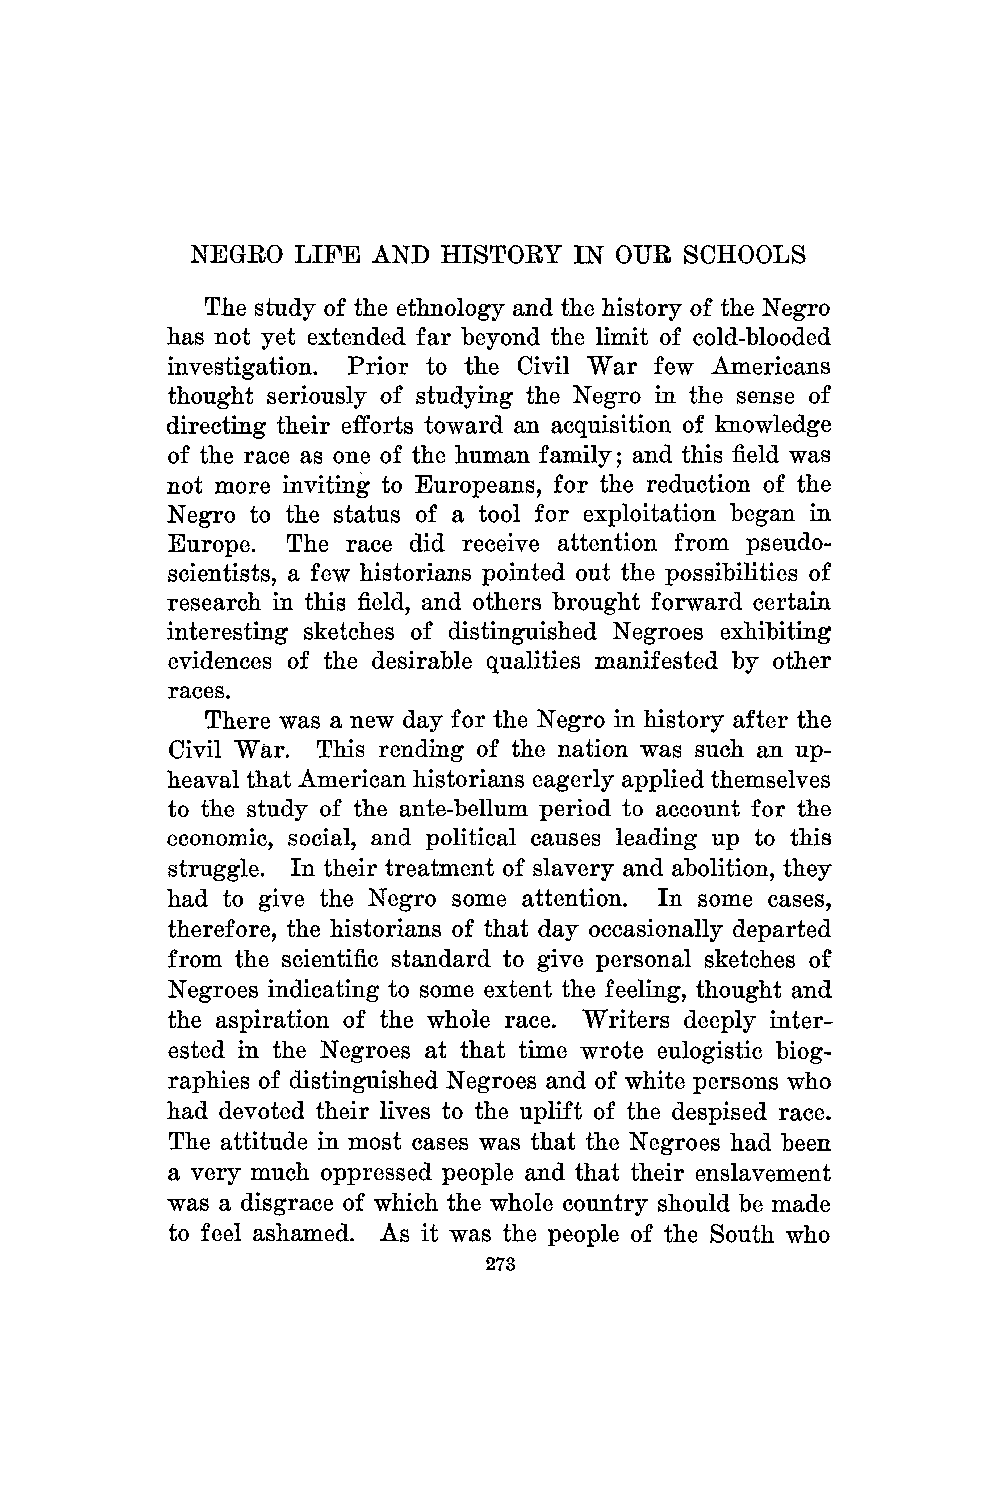 NEGRO LIFE AND HISTORY IN OUR SCHOOLS
The study of the ethnology and the history of the Negro
has not yet extended far beyond the limit of cold-blooded
investigation. Prior to the Civil War few Americans
thought seriously of studying the Negro in the sense of
directing their efforts toward an acquisition of knowledge
of the race as one of the human family; and this field was
not more inviting to Europeans, for the reduction of the
Negro to the status of a tool for exploitation began in
Europe. The race did receive attention from pseudo-
scientists, a few historians pointed out the possibilities of
research in this field, and others brought forward certain
interesting sketches of distinguished Negroes exhibiting
evidences of the desirable qualities manifested by other
races.
There was a new day for the Negro in history after the
Civil War. This rending of the nation was such an up-
heaval that American historians eagerly applied themselves
to the study of the ante-bellum period to account for the
economic, social, and political causes leading up to this
struggle. In their treatment of slavery and abolition, they
had to give the Negro some attention. In some cases,
therefore, the historians of that day occasionally departed
from the scientific standard to give personal sketches of
Negroes indicating to some extent the feeling, thought and
the aspiration of the whole race. Writers deeply inter-
ested in the Negroes at that time wrote eulogistic biog-
raphies of distinguished Negroes and of white persons who
had devoted their lives to the uplift of the despised race.
The attitude in most cases was that the Negroes had been
a very much oppressed people and that their enslavement
was a disgrace of which the whole country should be made
to feel ashamed. As it was the people of the South who
273